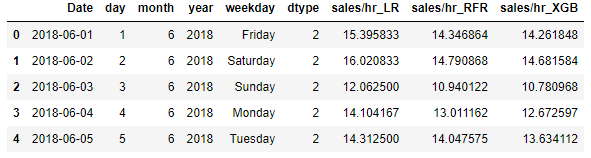 Date day month year weekday dtype sales/hr_LR sales/hr_RFR sales/hr_XGB
0 2018-06-01 1 6 2018 Friday 2 15.395833 14.346864 14.261848
1 2018-06-02 2 6 2018 Saturday 2 16.020833 14.790868 14.681584
2 2018-06-03 3 6 2018 Sunday 2 12.062500 10.940122 10.780968
3 2018-06-04 4 6 2018 Monday 2 14.104167 13.011162 12.672597
4 2018-06-05 5 6 2018 Tuesday 2 14.312500 14.047575 13.634112